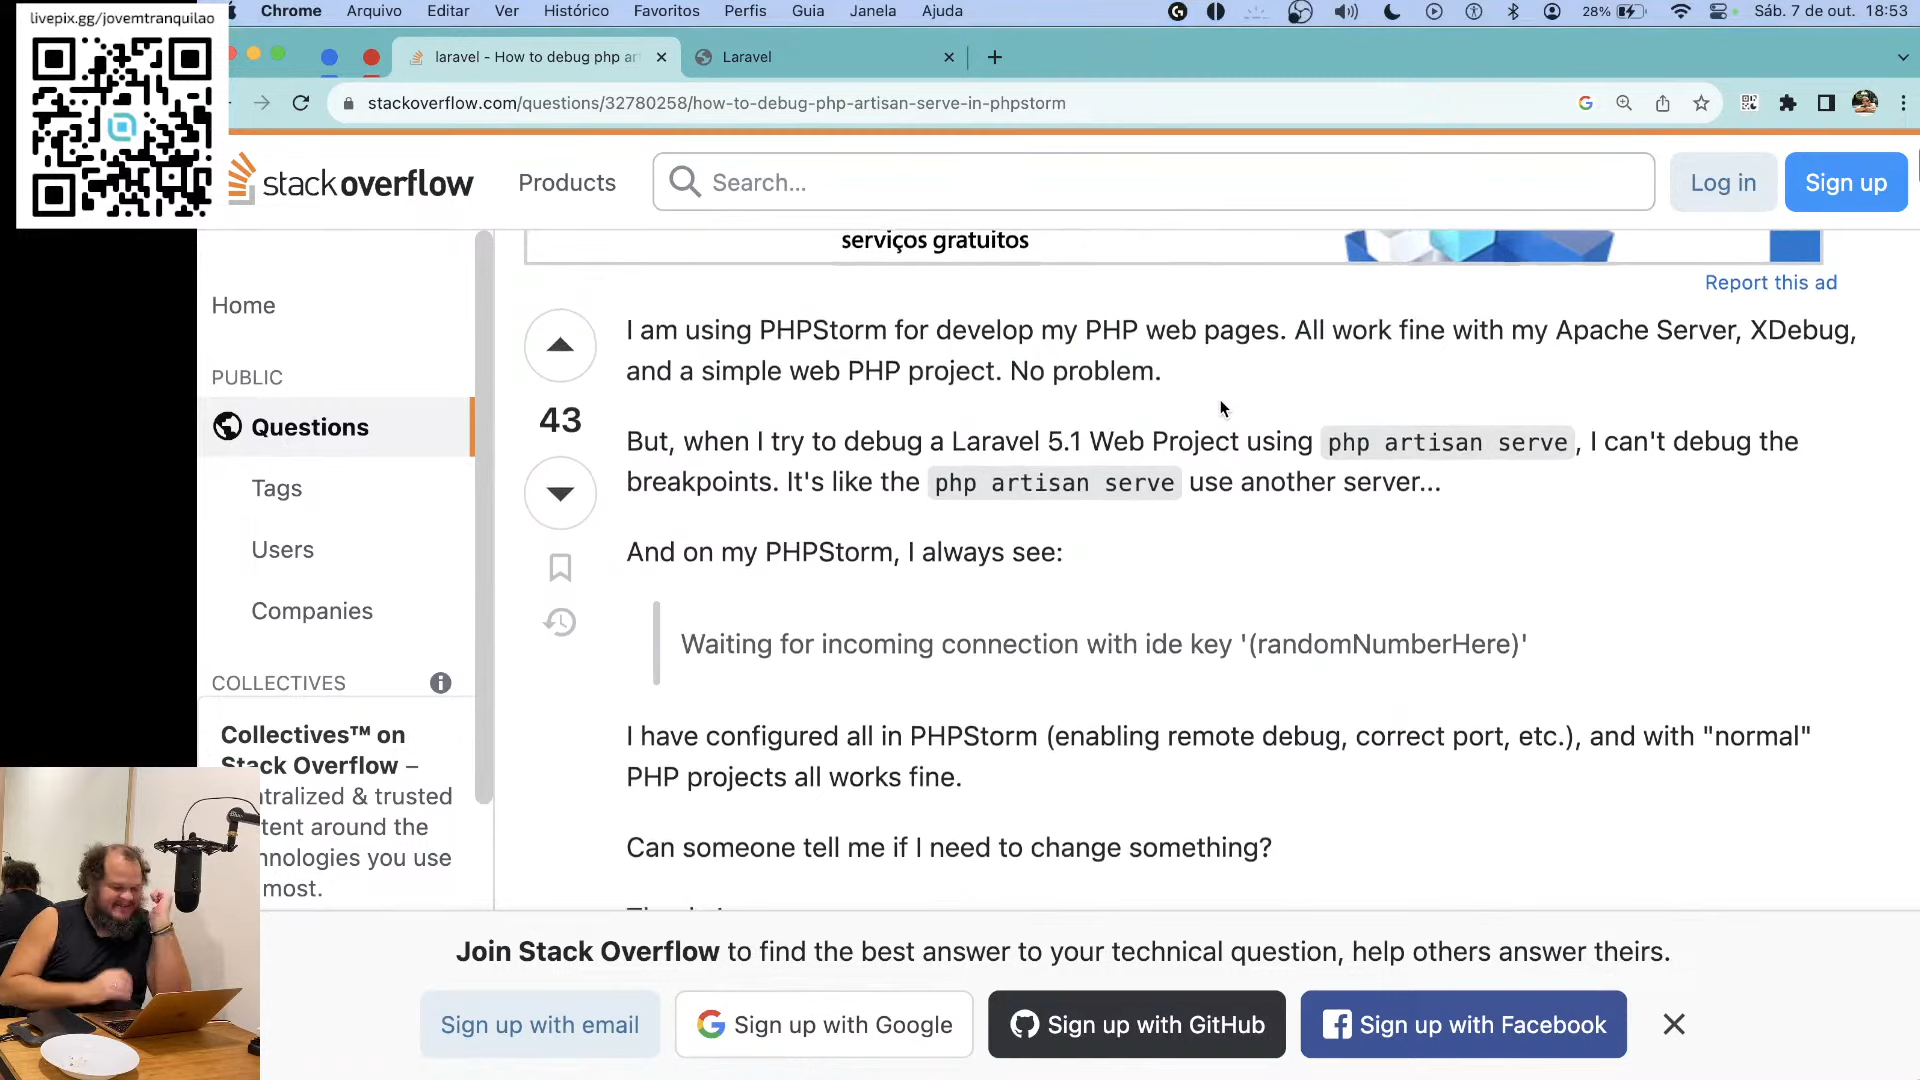 livepix.gg/jovemtranquilao
Chrome Arquivo Editar Ver Histórico Favoritos Perfis Guia Janela Ajuda 28% Sáb. 7 de out. 18:53
laravel - How to debug php ar
Laravel
stackoverflow.com/questions/32780258/how-to-debug-php-artisan-serve-in-phpstorm
stackoverflow Products Search... Log in Sign up
serviços gratuitos
Report this ad
Home
PUBLIC
Questions
Tags
Users
Companies
COLLECTIVES
Collectives™ on
Stack Overflow –
ntralized & trusted
tent around the
hnologies you use
most.
43
I am using PHPStorm for develop my PHP web pages. All work fine with my Apache Server, XDebug,
and a simple web PHP project. No problem.
But, when I try to debug a Laravel 5.1 Web Project using php artisan serve, I can't debug the
breakpoints. It's like the php artisan serve use another server...
And on my PHPStorm, I always see:
Waiting for incoming connection with ide key '(randomNumberHere)'
I have configured all in PHPStorm (enabling remote debug, correct port, etc.), and with "normal"
PHP projects all works fine.
Can someone tell me if I need to change something?
Join Stack Overflow to find the best answer to your technical question, help others answer theirs.
Sign up with email
Sign up with Google
Sign up with GitHub
Sign up with Facebook